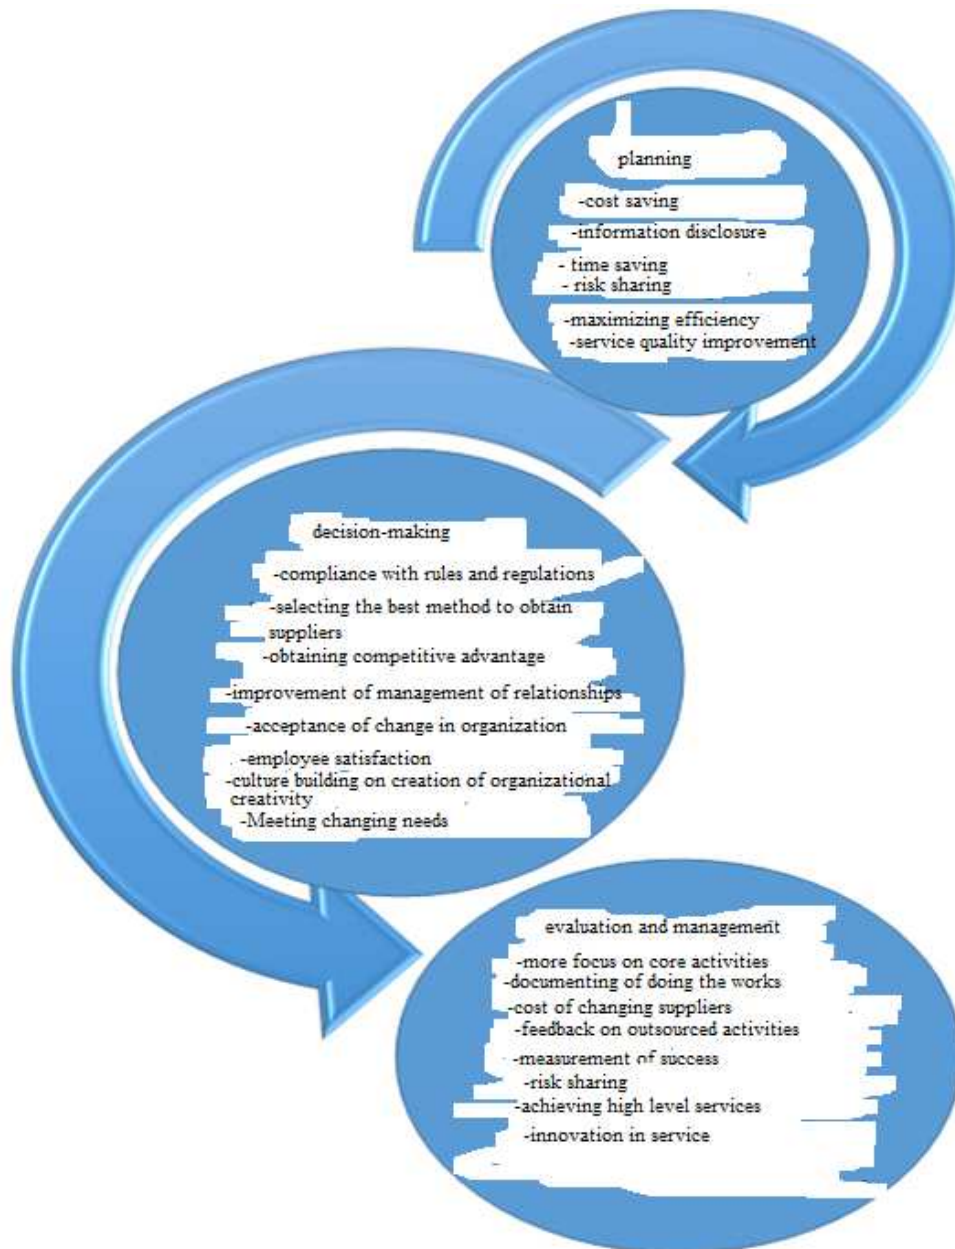 planning
-cost saving
-information disclosure
- time saving
- risk sharing
-maximizing efficiency
-service quality improvement
decision-making
-compliance with rules and regulations
-selecting the best method to obtain
suppliers
-obtaining competitive advantage
-improvement of management of relationships
-acceptance of change in organization
-employee satisfaction
-culture building on creation of organizational
creativity
-Meeting changing needs
evaluation and management
-more focus on core activities
-documenting of doing the works
-cost of changing suppliers
-feedback on outsourced activities
-measurement of success
-risk sharing
-achieving high level services
-innovation in service